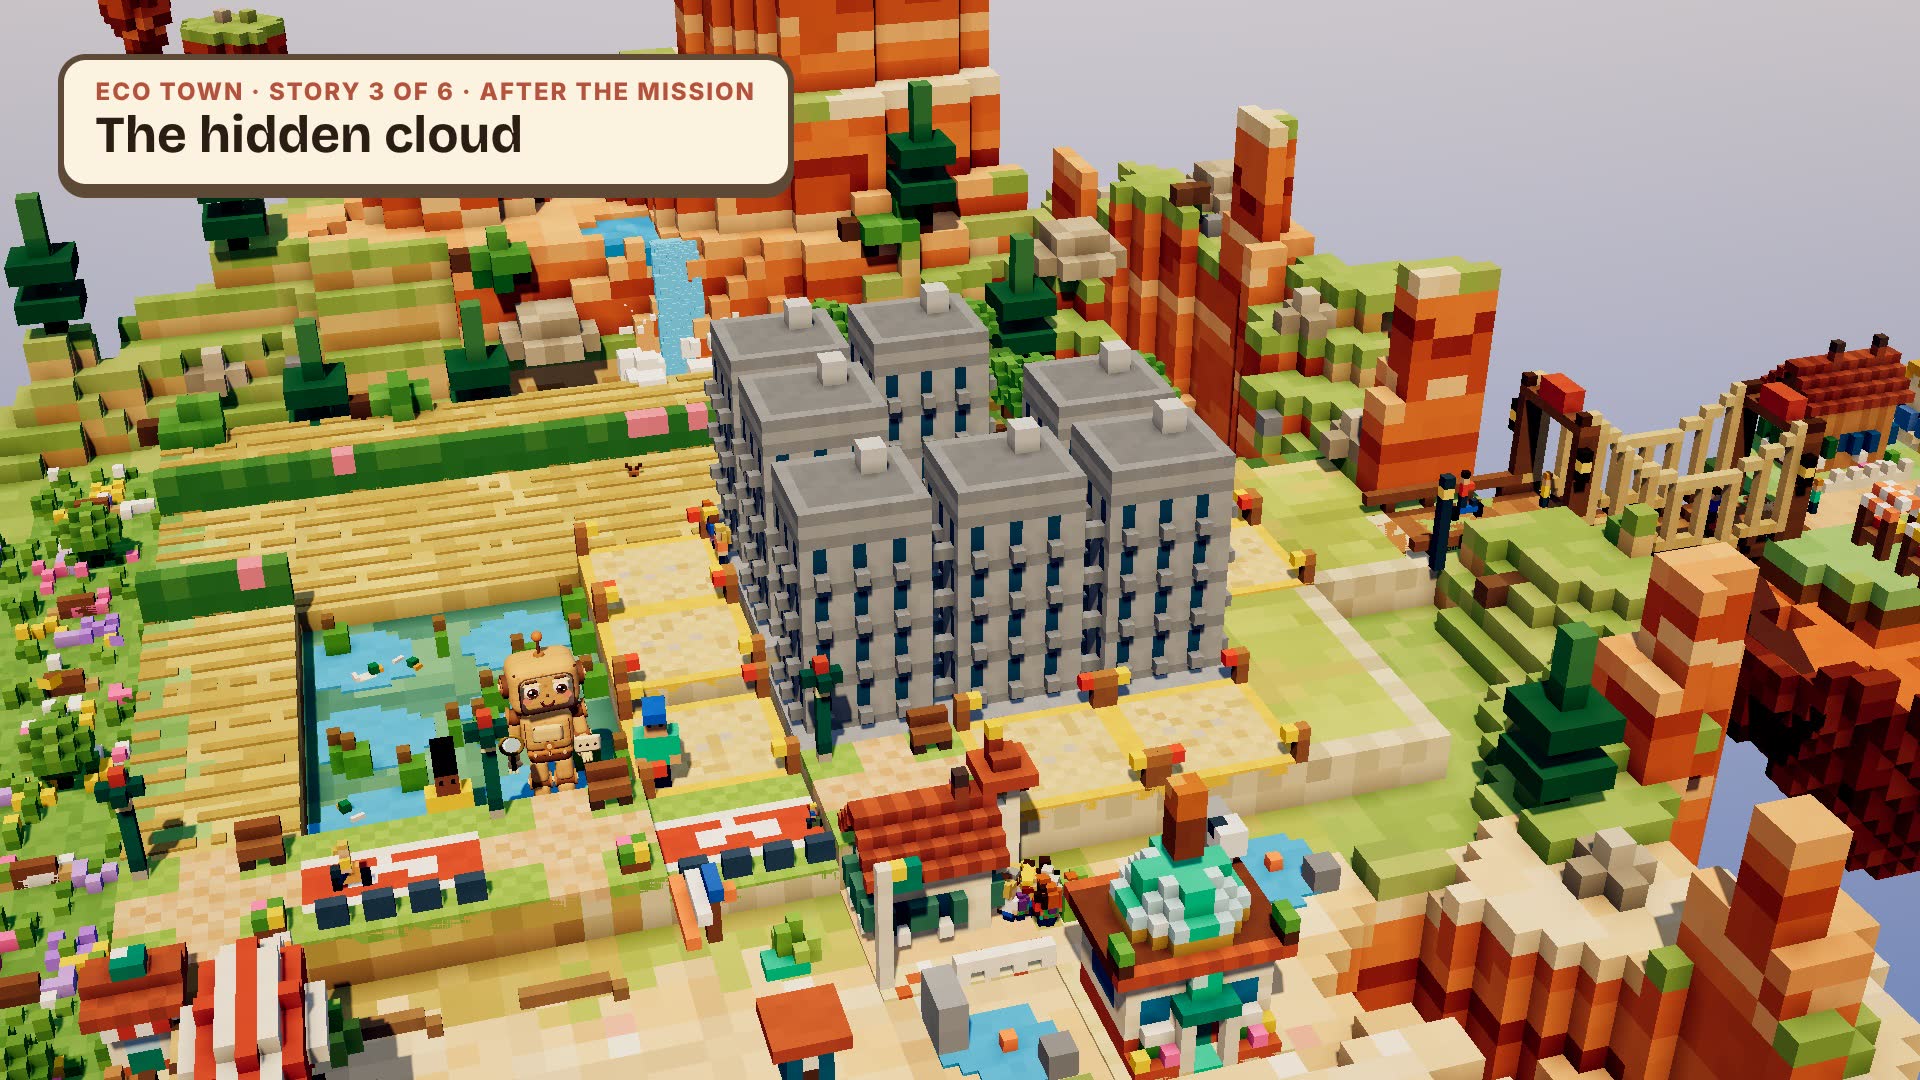 ECO TOWN · STORY 3 OF 6 · AFTER THE MISSION
The hidden cloud